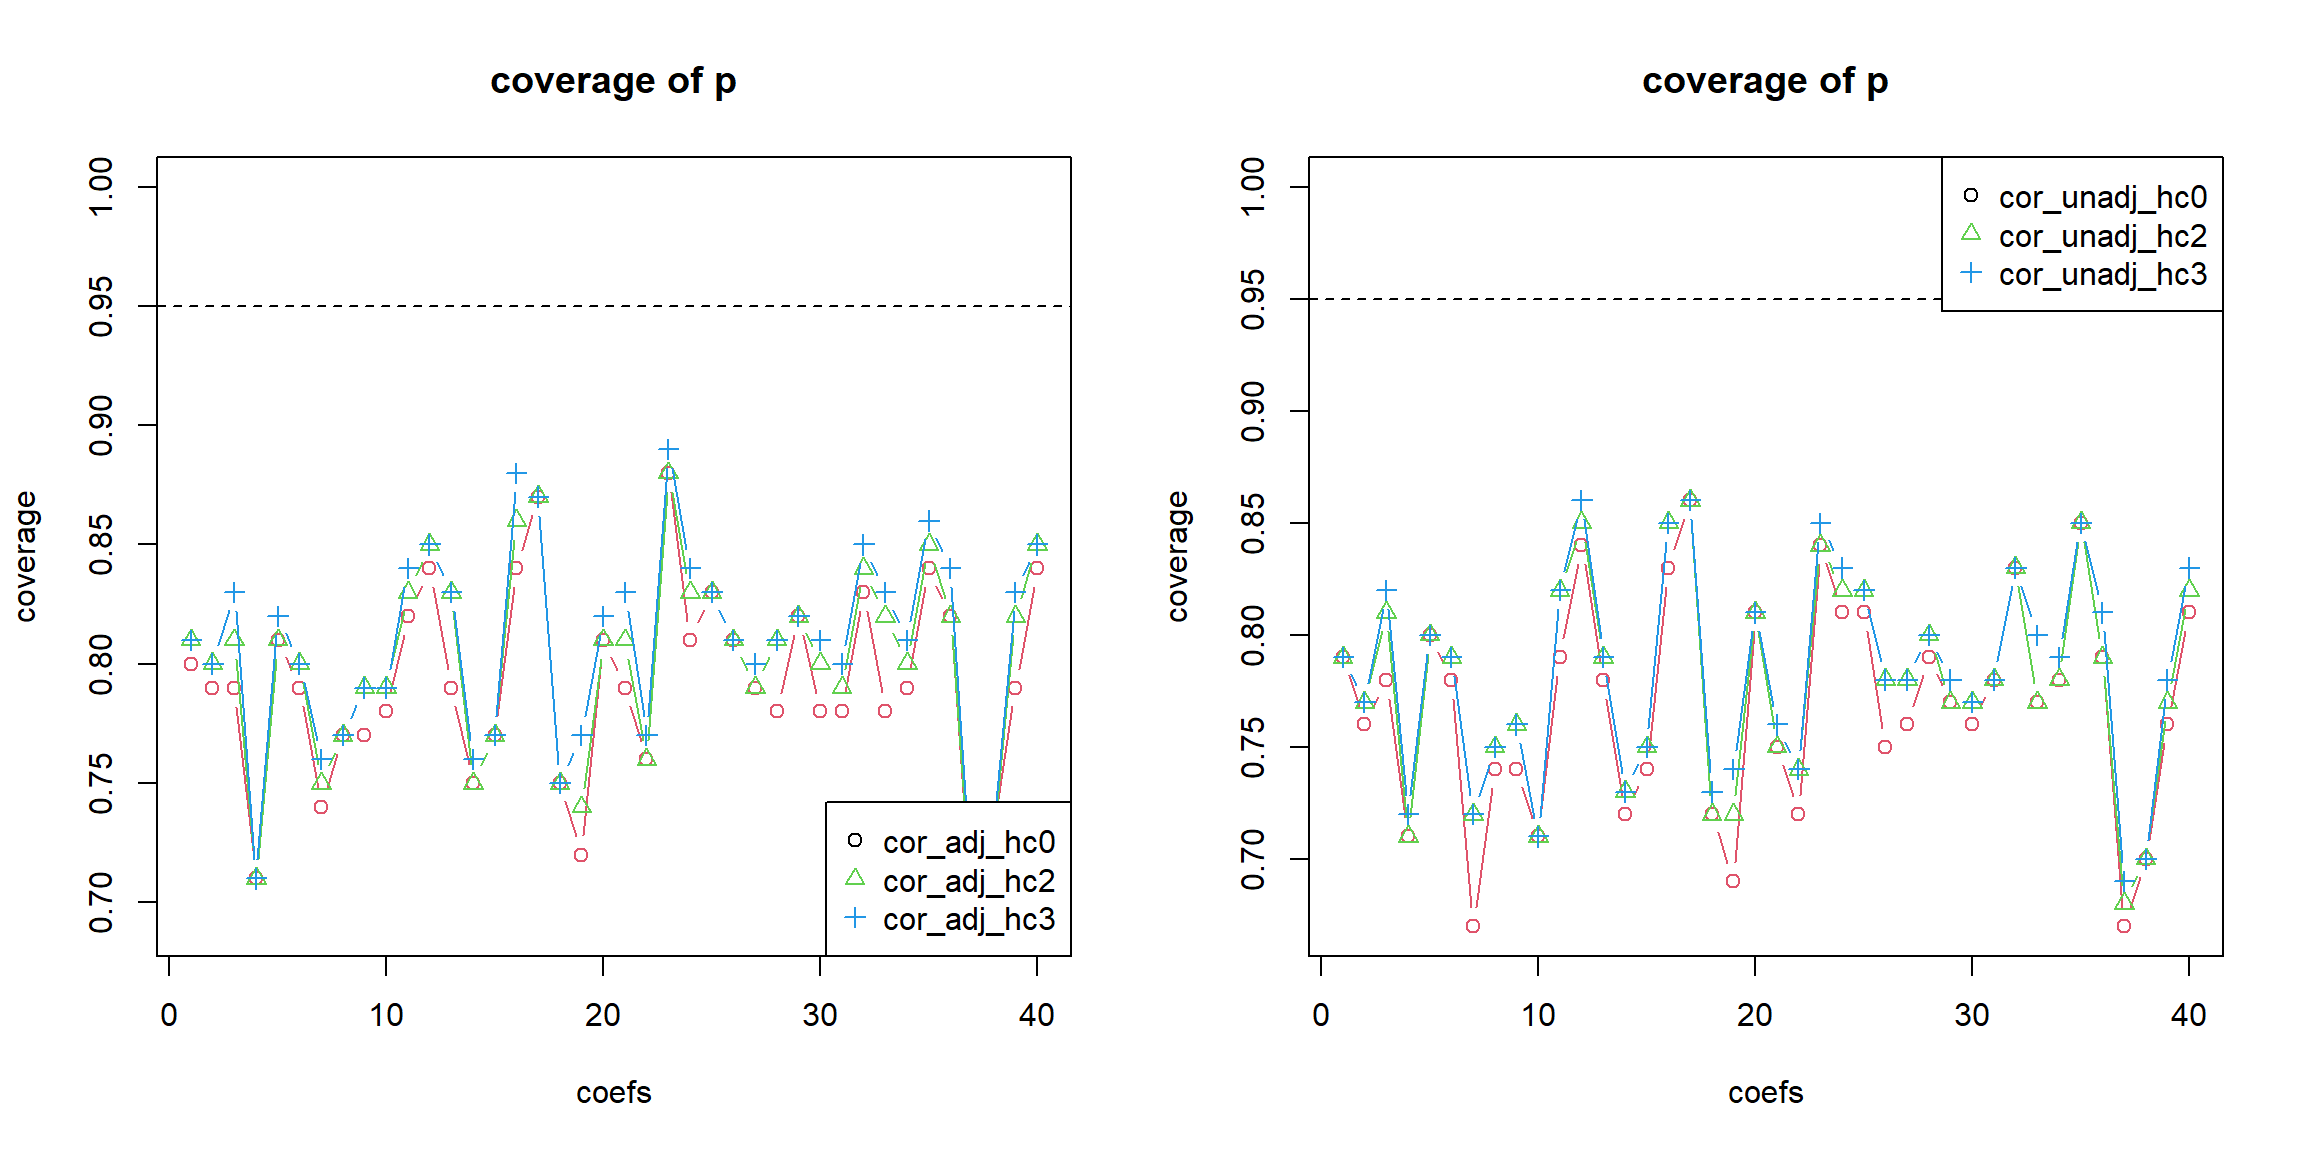 coverage of p
1.00
0.95
0.90
0.85
0.80
0.75
0.70
coverage
cor_adj_hc0
cor_adj_hc2
cor_adj_hc3
0 10 20 30 40
coefs
coverage of p
1.00
0.95
0.90
0.85
0.80
0.75
0.70
coverage
cor_unadj_hc0
cor_unadj_hc2
cor_unadj_hc3
0 10 20 30 40
coefs